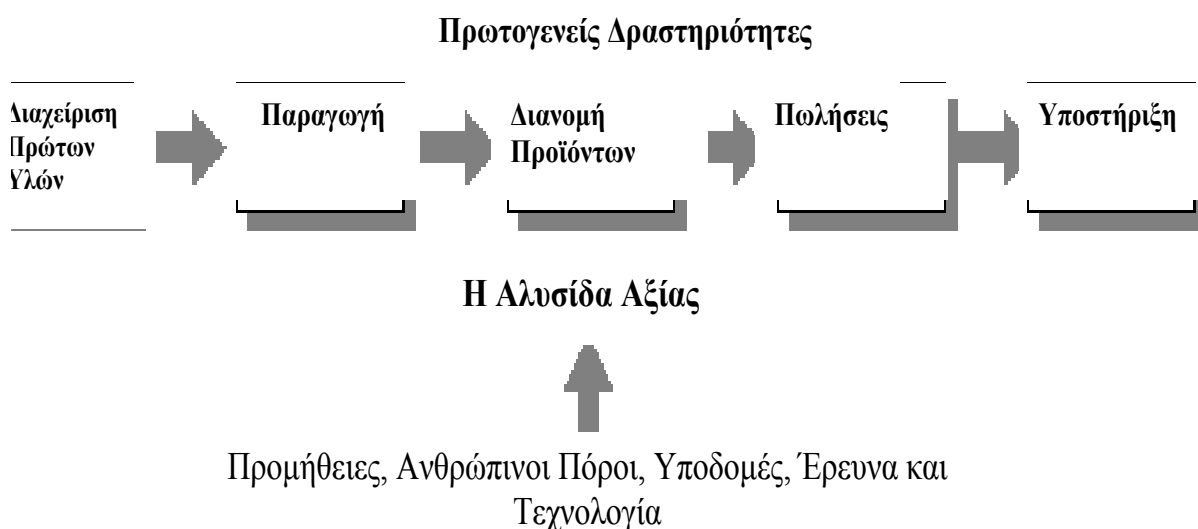 Πρωτογενείς Δραστηριότητες
Διαχείριση
Πρώτων
Υλών
Παραγωγή
Διανομή
Προϊόντων
Πωλήσεις
Υποστήριξη
Η Αλυσίδα Αξίας
Προμήθειες, Ανθρώπινοι Πόροι, Υποδομές, Έρευνα και
Τεχνολογία